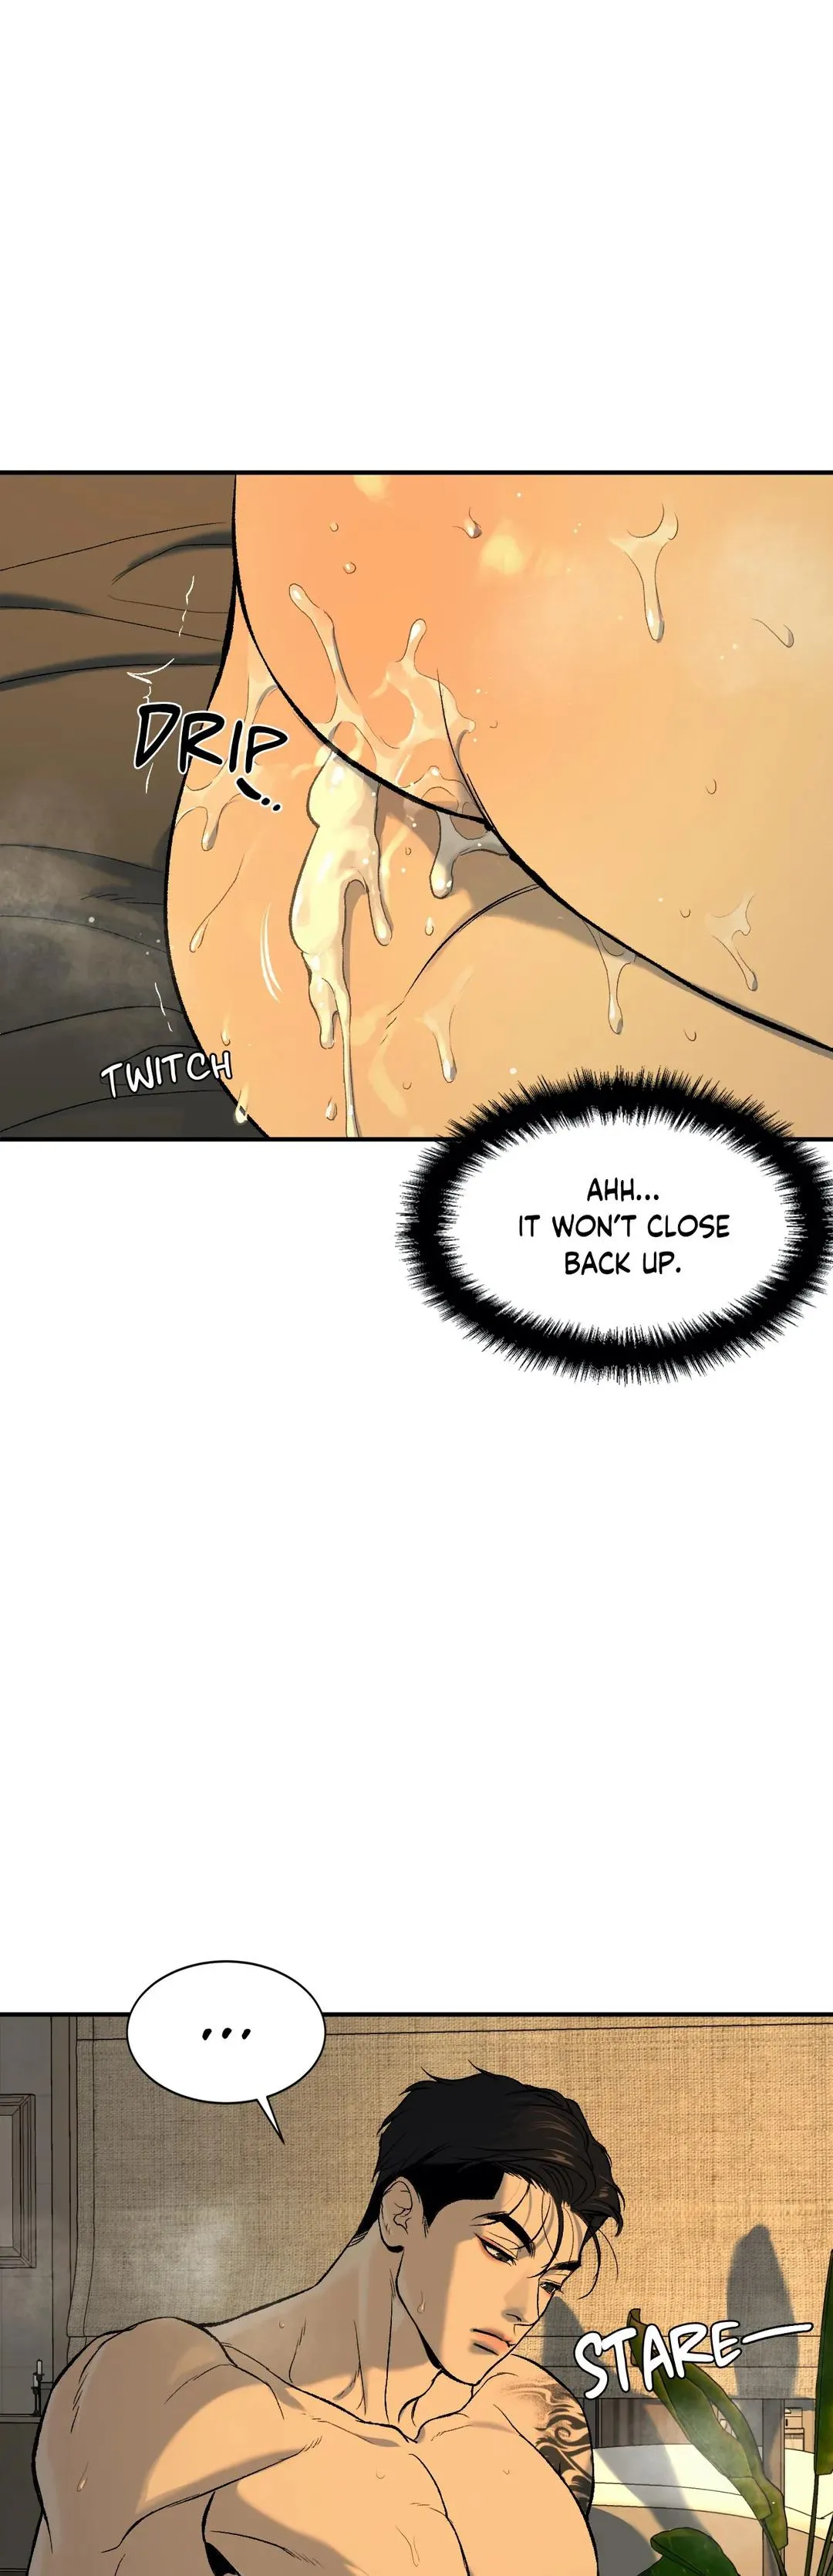 DRIP...
TWITCH
AHH...
IT WON'T CLOSE
BACK UP.
...
STARE—